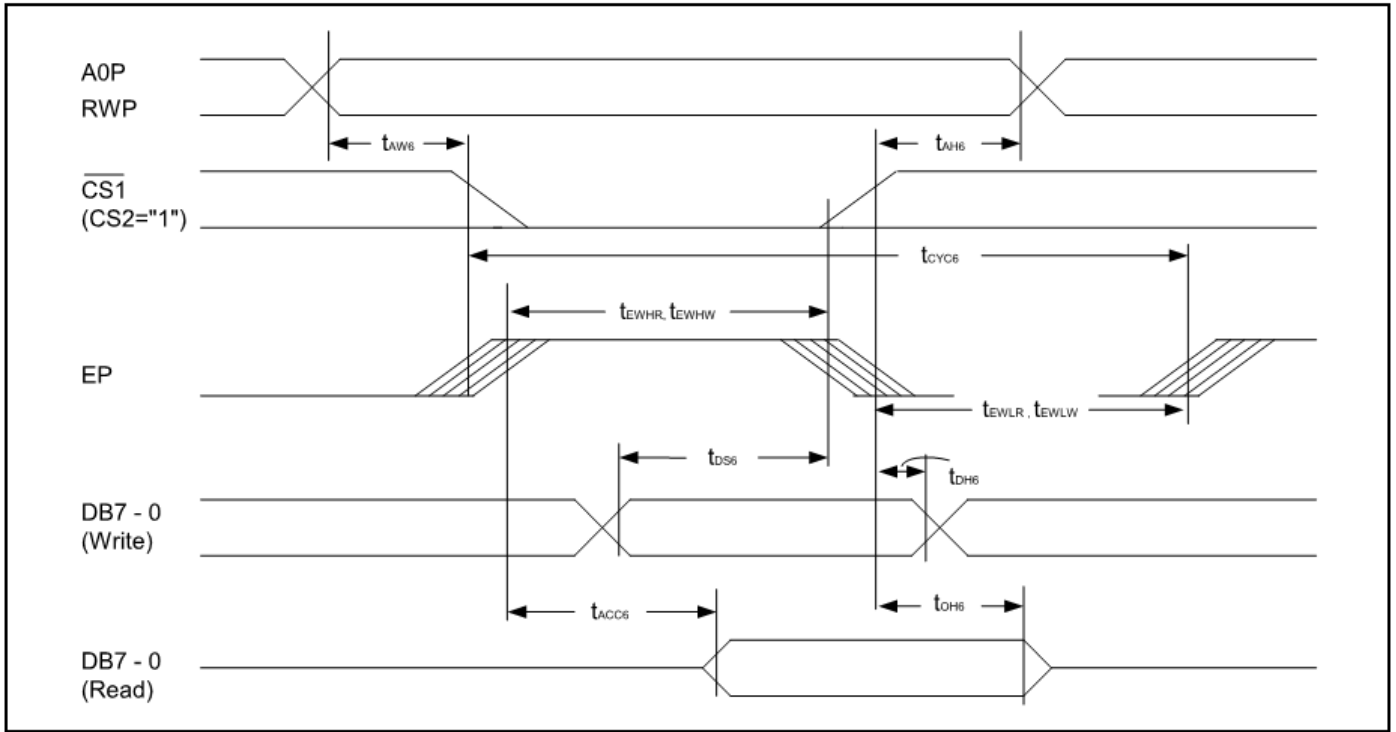 A0P
RWP
tAW6
tAH6
CS1
(CS2="1")
tCYC6
tEWHR, tEWHW
EP
tEWLR , tEWLW
tDS6
tDH6
DB7 - 0
(Write)
tACC6
tOH6
DB7 - 0
(Read)